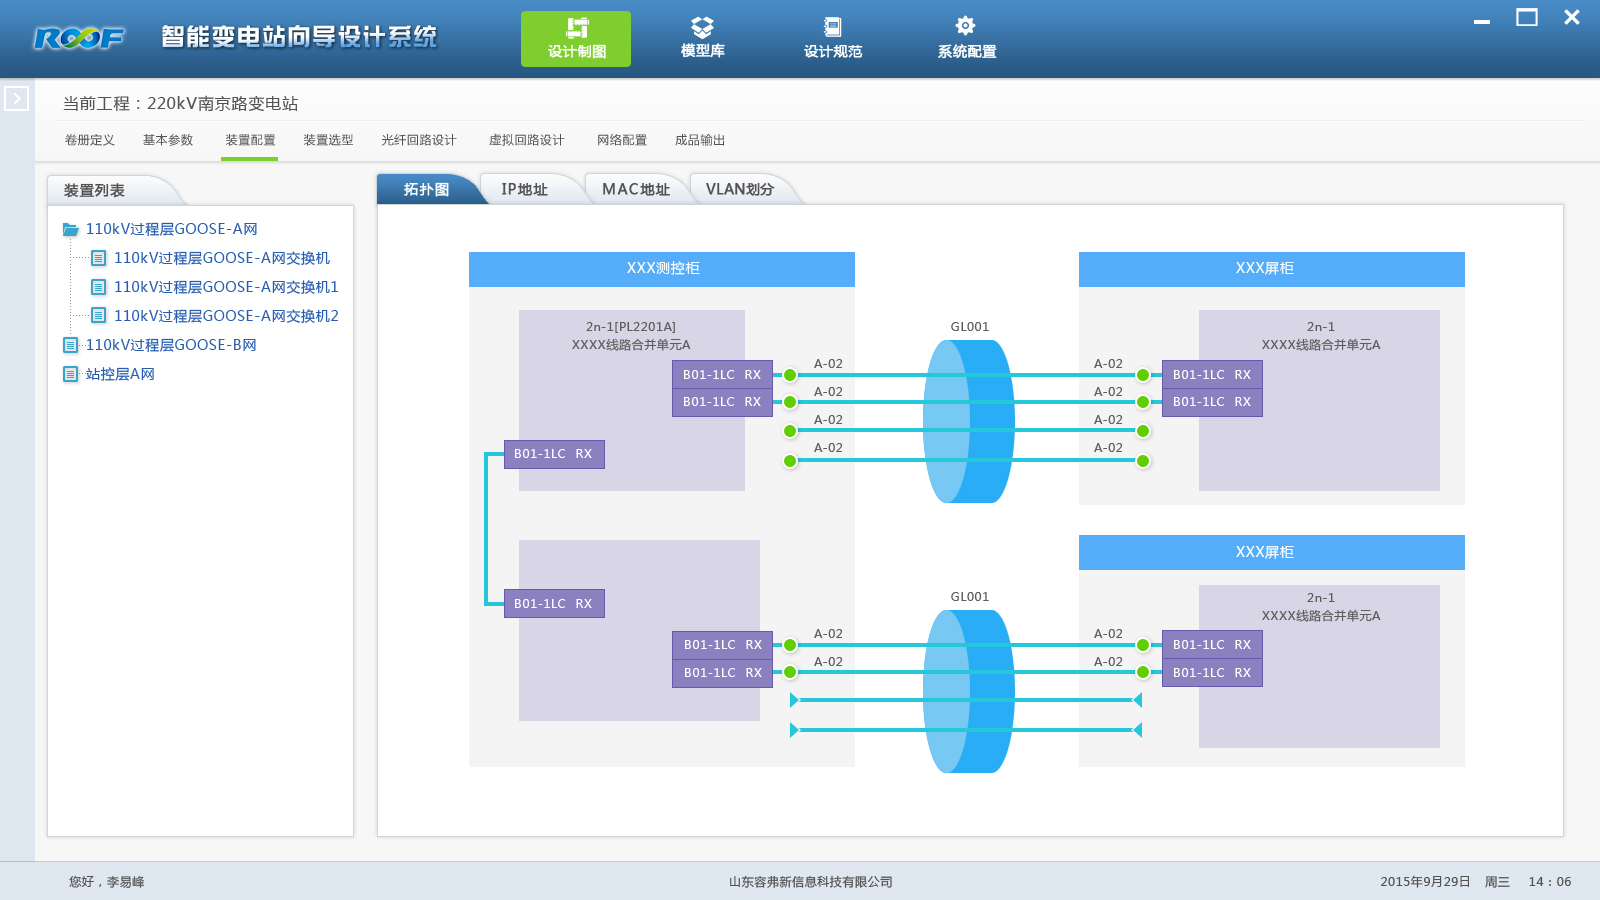 ROOF 智能变电站向导设计系统
设计制图 模型库 设计规范 系统配置
当前工程：220kV南京路变电站
卷册定义 基本参数 装置配置 装置选型 光纤回路设计 虚拟回路设计 网络配置 成品输出
装置列表
110kV过程层GOOSE-A网
110kV过程层GOOSE-A网交换机
110kV过程层GOOSE-A网交换机1
110kV过程层GOOSE-A网交换机2
110kV过程层GOOSE-B网
站控层A网
拓扑图 IP地址 MAC地址 VLAN划分
XXX测控柜
XXX屏柜
2n-1[PL2201A]
XXXX线路合并单元A
GL001
2n-1
XXXX线路合并单元A
B01-1LC RX
A-02
A-02
B01-1LC RX
B01-1LC RX
A-02
A-02
B01-1LC RX
A-02
A-02
A-02
A-02
B01-1LC RX
XXX屏柜
B01-1LC RX
GL001
2n-1
XXXX线路合并单元A
B01-1LC RX
A-02
A-02
B01-1LC RX
B01-1LC RX
A-02
A-02
B01-1LC RX
您好，李易峰
山东容弗新信息科技有限公司
2015年9月29日 周三 14：06